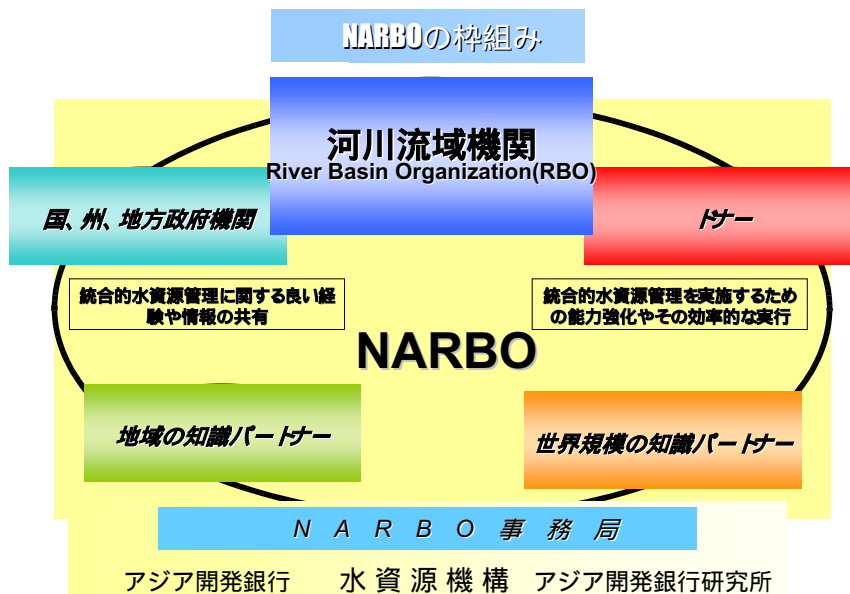 NARBOの枠組み
河川流域機関
River Basin Organization(RBO)
国、州、地方政府機関
ドナー
統合的水資源管理に関する良い経
験や情報の共有
統合的水資源管理を実施するため
の能力強化やその効率的な実行
NARBO
地域の知識パートナー
世界規模の知識パートナー
NARBO事務局
アジア開発銀行 水資源機構 アジア開発銀行研究所